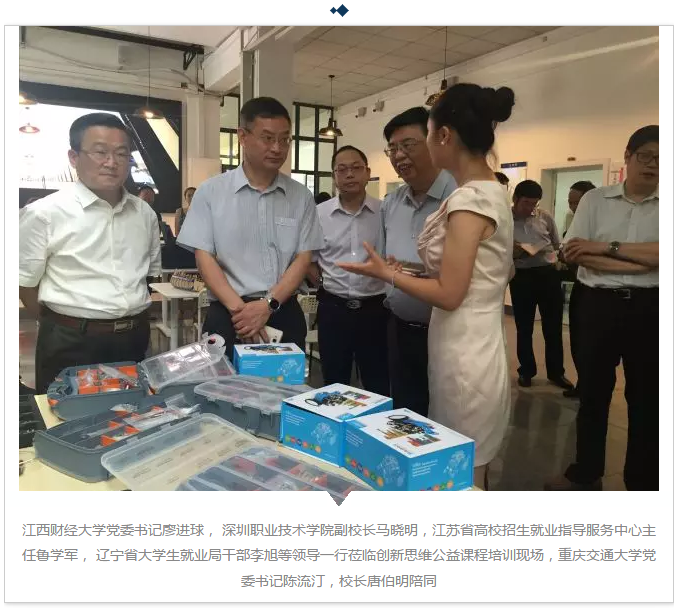 江西财经大学党委书记廖进球，深圳职业技术学院副校长马晓明，江苏省高校招生就业指导服务中心主
任鲁学军，辽宁省大学生就业局干部李旭等领导一行莅临创新思维公益课程培训现场，重庆交通大学党
委书记陈流汀，校长唐伯明陪同